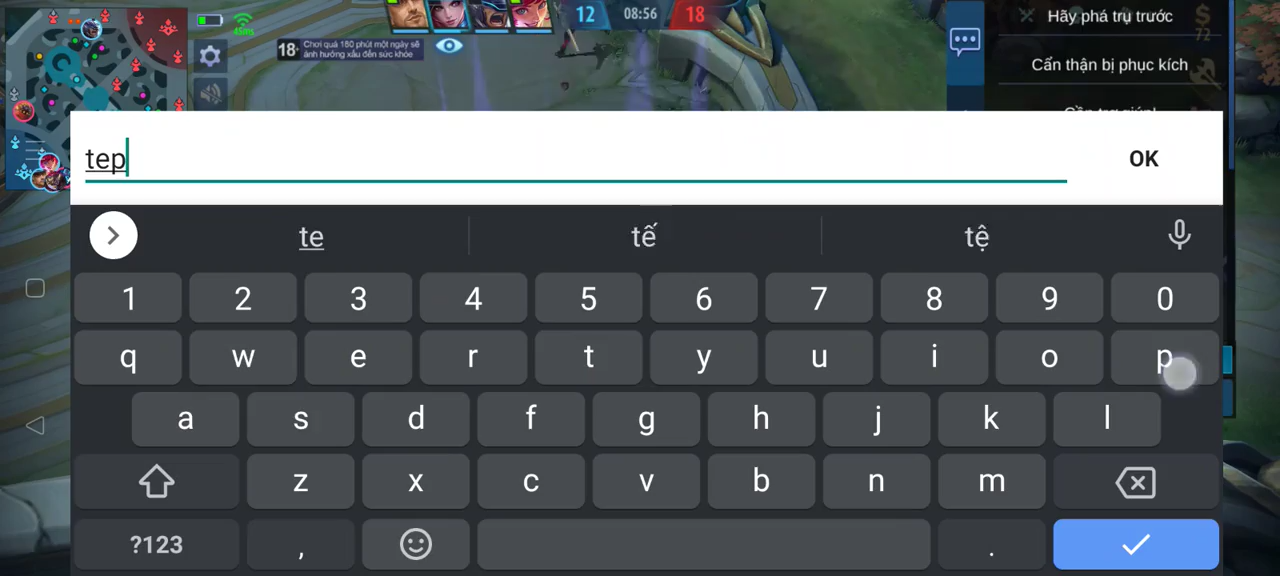 45ms
12 08:56 18
18+ Chơi quá 180 phút một ngày sẽ
ảnh hưởng xấu đến sức khỏe
Hãy phá trụ trước
72
Cẩn thận bị phục kích
tep
OK
te tế tệ
1 2 3 4 5 6 7 8 9 0
q w e r t y u i o p
a s d f g h j k l
z x c v b n m
?123 , .